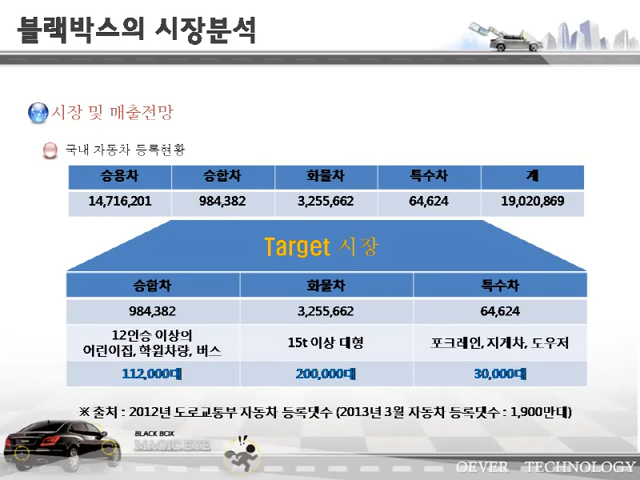 블랙박스의 시장분석
시장 및 매출전망
국내 자동차 등록현황
승용차 승합차 화물차 특수차 계
14,716,201 984,382 3,255,662 64,624 19,020,869
Target 시장
승합차 화물차 특수차
984,382 3,255,662 64,624
12인승 이상의
어린이집, 학원차량, 버스 15t 이상 대형 포크레인, 지게차, 도우저
112,000대 200,000대 30,000대
※ 출처 : 2012년 도로교통부 자동차 등록댓수 (2013년 3월 자동차 등록댓수 : 1,900만대)
BLACK BOX
MAGIC EYE
OEVER TECHNOLOGY